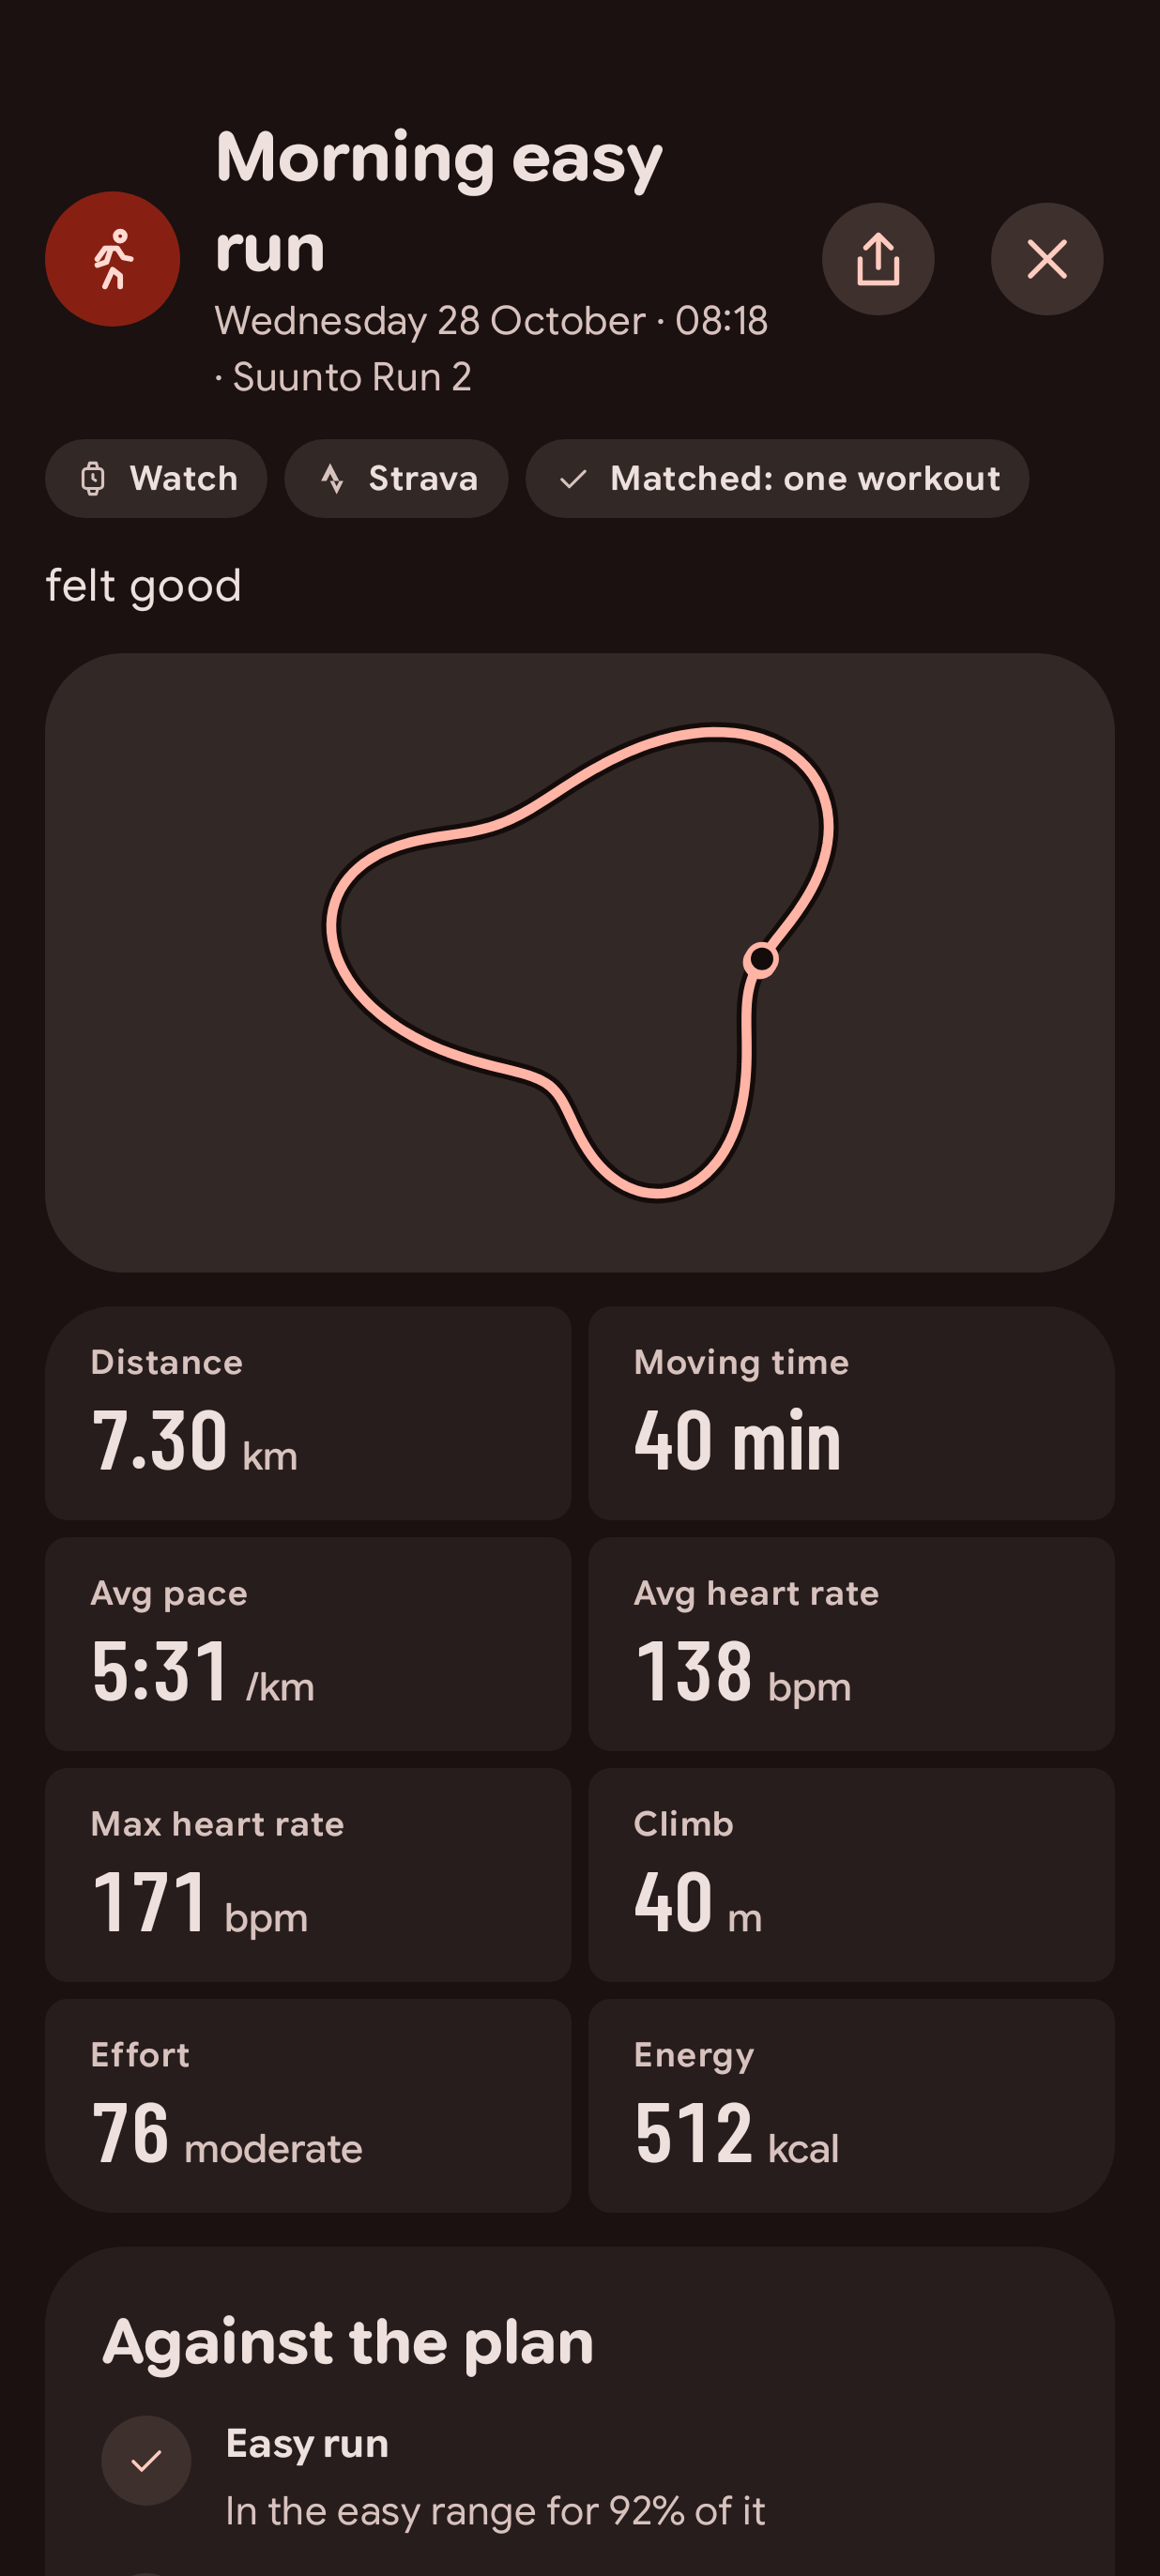 Morning easy
run
Wednesday 28 October · 08:18
· Suunto Run 2
Watch
Strava
Matched: one workout
felt good
Distance
7.30 km
Moving time
40 min
Avg pace
5:31 /km
Avg heart rate
138 bpm
Max heart rate
171 bpm
Climb
40 m
Effort
76 moderate
Energy
512 kcal
Against the plan
Easy run
In the easy range for 92% of it